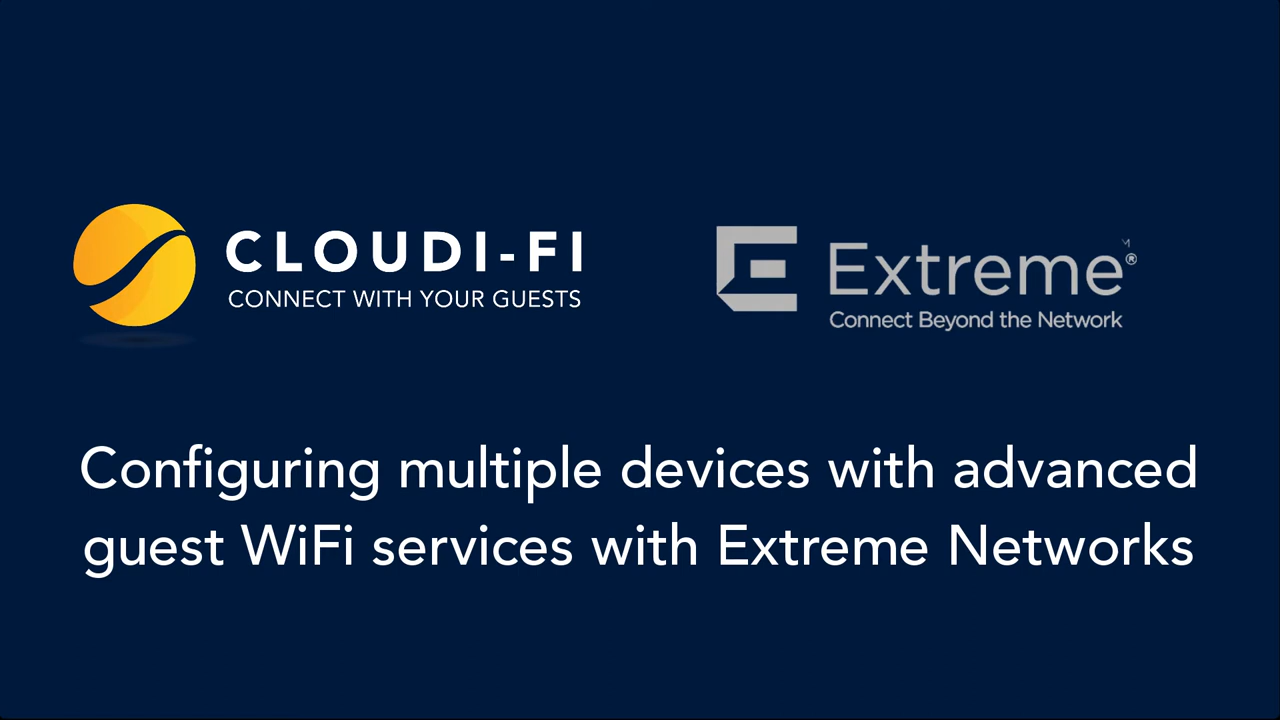 CLOUDI-FI
CONNECT WITH YOUR GUESTS
Extreme®
Connect Beyond the Network
Configuring multiple devices with advanced
guest WiFi services with Extreme Networks